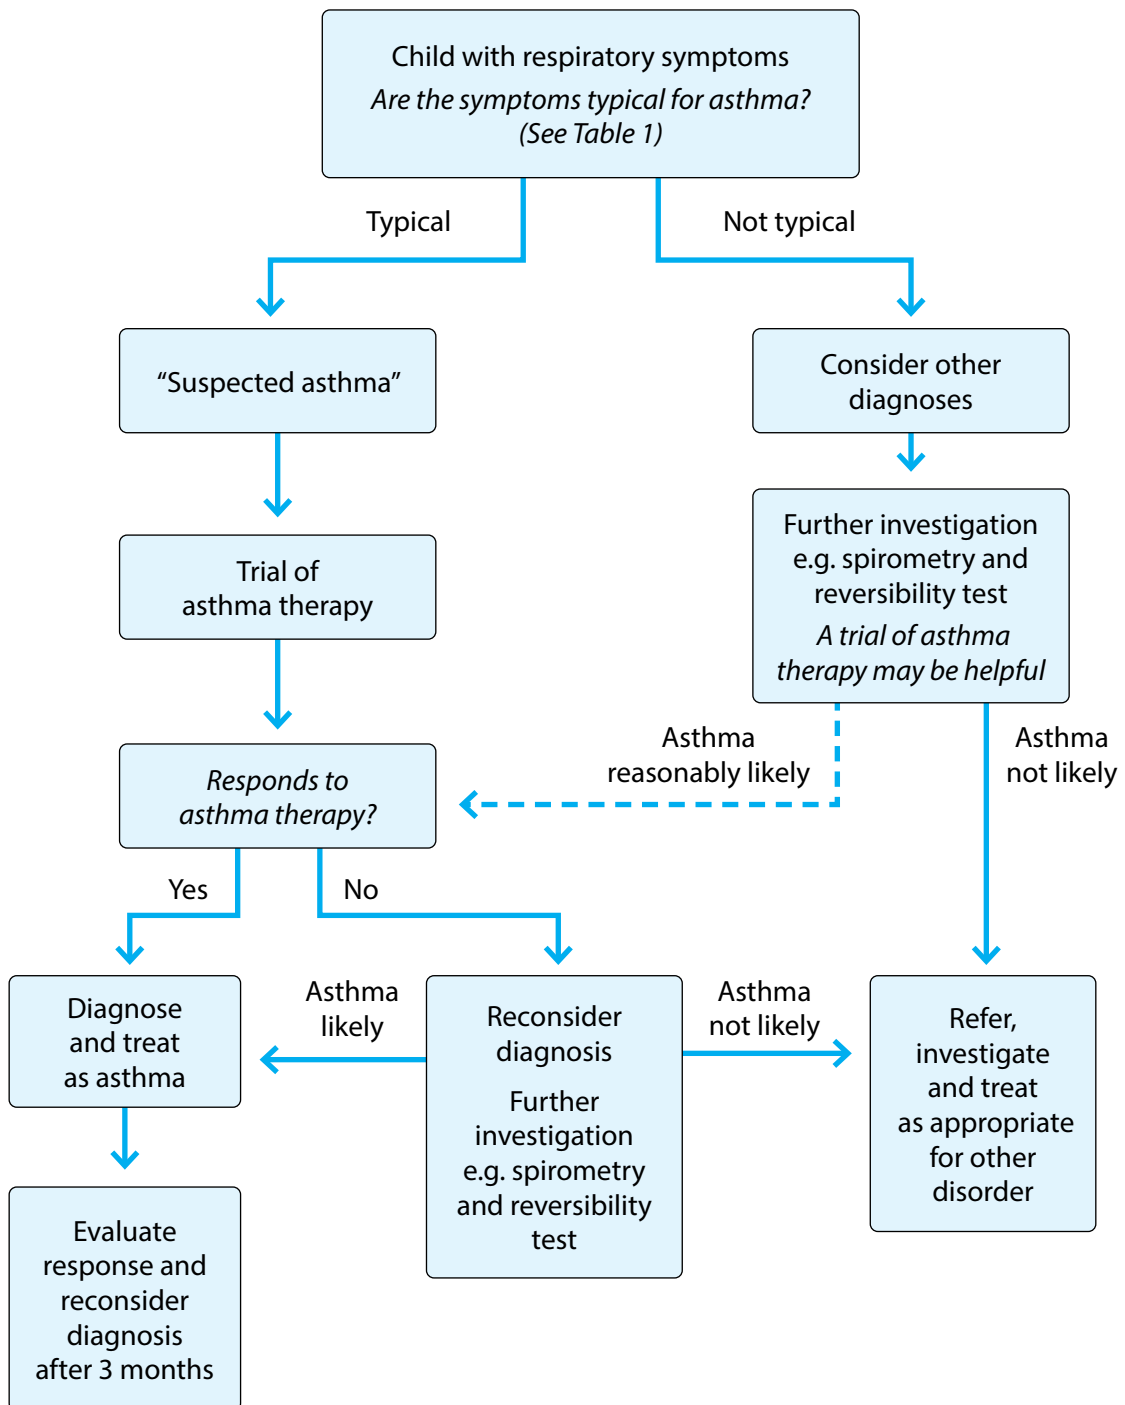 Child with respiratory symptoms
Are the symptoms typical for asthma?
(See Table 1)
Typical
Not typical
“Suspected asthma”
Consider other
diagnoses
Trial of
asthma therapy
Further investigation
e.g. spirometry and
reversibility test
A trial of asthma
therapy may be helpful
Asthma
reasonably likely
Asthma
not likely
Responds to
asthma therapy?
Yes
No
Diagnose
and treat
as asthma
Asthma
likely
Reconsider
diagnosis
Further
investigation
e.g. spirometry
and reversibility
test
Asthma
not likely
Refer,
investigate
and treat
as appropriate
for other
disorder
Evaluate
response and
reconsider
diagnosis
after 3 months